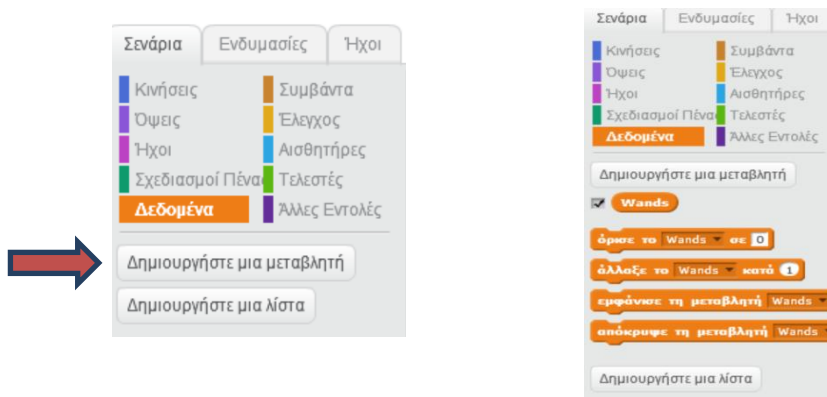 Σενάρια Ενδυμασίες Ήχοι
Κινήσεις Συμβάντα
Όψεις Έλεγχος
Ήχοι Αισθητήρες
Σχεδιασμοί Πένας Τελεστές
Δεδομένα Άλλες Εντολές
Δημιουργήστε μια μεταβλητή
Δημιουργήστε μια λίστα
Σενάρια Ενδυμασίες Ήχοι
Κινήσεις Συμβάντα
Όψεις Έλεγχος
Ήχοι Αισθητήρες
Σχεδιασμοί Πένας Τελεστές
Δεδομένα Άλλες Εντολές
Δημιουργήστε μια μεταβλητή
Wands
όρισε το Wands σε 0
άλλαξε το Wands κατά 1
εμφάνισε τη μεταβλητή Wands
απόκρυψε τη μεταβλητή Wands
Δημιουργήστε μια λίστα